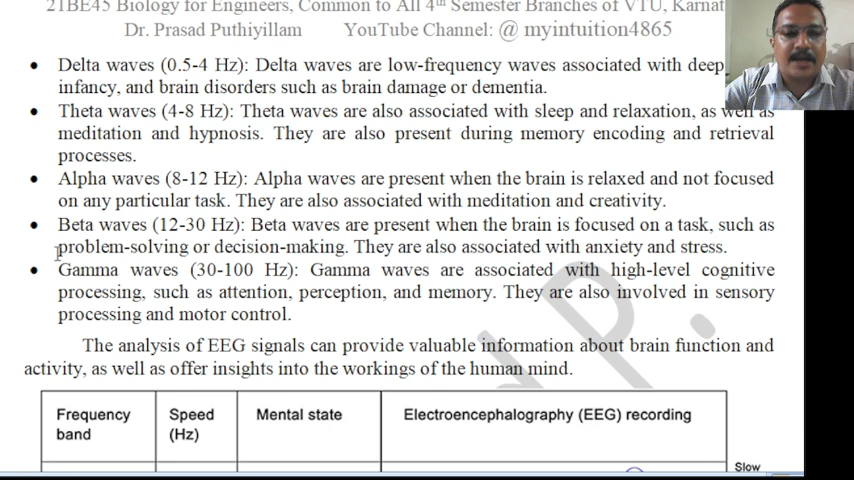 21BE45 Biology for Engineers, Common to All 4th Semester Branches of VTU, Karnat
Dr. Prasad Puthiyillam YouTube Channel: @ myintuition4865
• Delta waves (0.5-4 Hz): Delta waves are low-frequency waves associated with deep
infancy, and brain disorders such as brain damage or dementia.
• Theta waves (4-8 Hz): Theta waves are also associated with sleep and relaxation, as well as
meditation and hypnosis. They are also present during memory encoding and retrieval
processes.
• Alpha waves (8-12 Hz): Alpha waves are present when the brain is relaxed and not focused
on any particular task. They are also associated with meditation and creativity.
• Beta waves (12-30 Hz): Beta waves are present when the brain is focused on a task, such as
problem-solving or decision-making. They are also associated with anxiety and stress.
• Gamma waves (30-100 Hz): Gamma waves are associated with high-level cognitive
processing, such as attention, perception, and memory. They are also involved in sensory
processing and motor control.
The analysis of EEG signals can provide valuable information about brain function and
activity, as well as offer insights into the workings of the human mind.
Frequency band Speed (Hz) Mental state Electroencephalography (EEG) recording
Slow